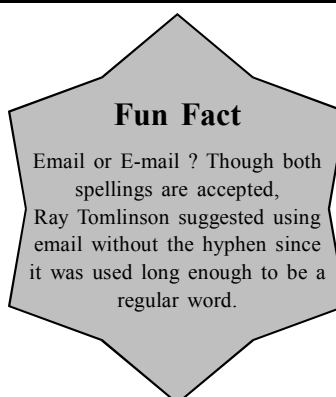 Fun Fact
Email or E-mail ? Though both
spellings are accepted,
Ray Tomlinson suggested using
email without the hyphen since
it was used long enough to be a
regular word.